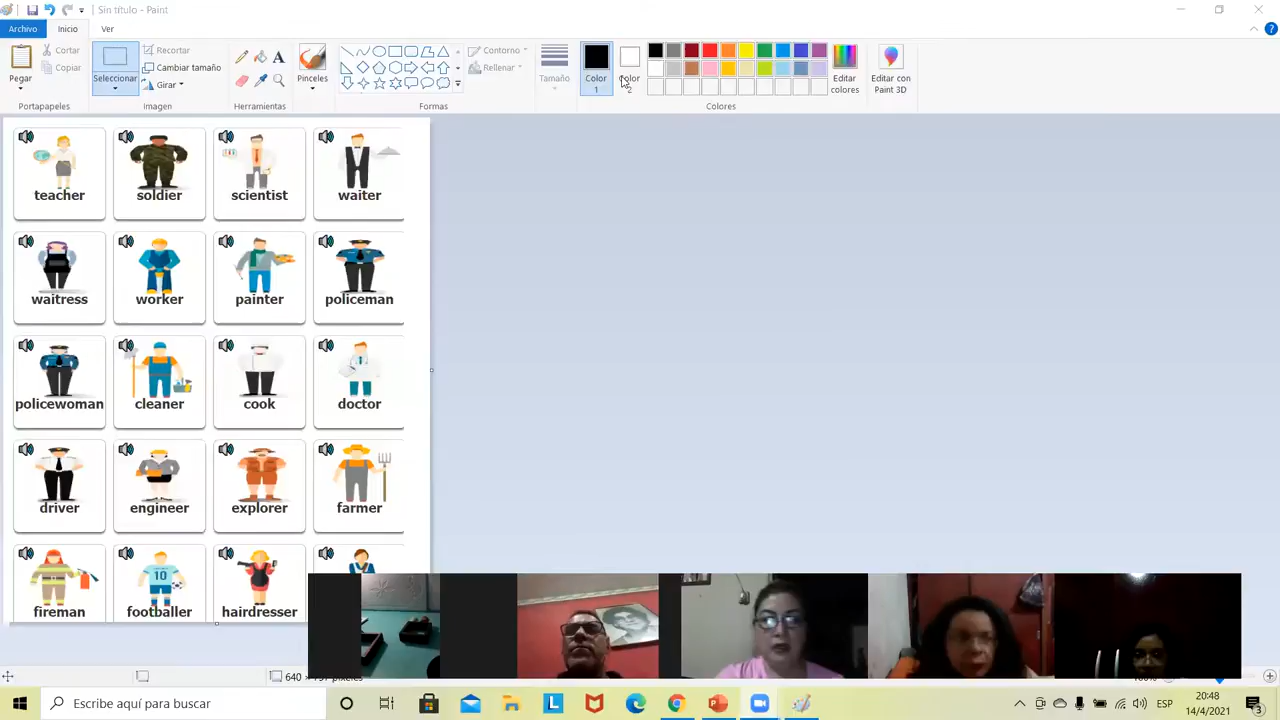 Sin título - Paint
Archivo Inicio Ver
Pegar
Cortar
Copiar
Portapapeles
Seleccionar
Recortar
Cambiar tamaño
Girar
Imagen
Herramientas
Pinceles
Formas
Contorno
Rellenar
Tamaño
Color
1
Color
2
Editar
colores
Colores
Editar con
Paint 3D
teacher soldier scientist waiter
waitress worker painter policeman
policewoman cleaner cook doctor
driver engineer explorer farmer
10
fireman footballer hairdresser
Escribe aquí para buscar
ESP
20:48
14/4/2021
3